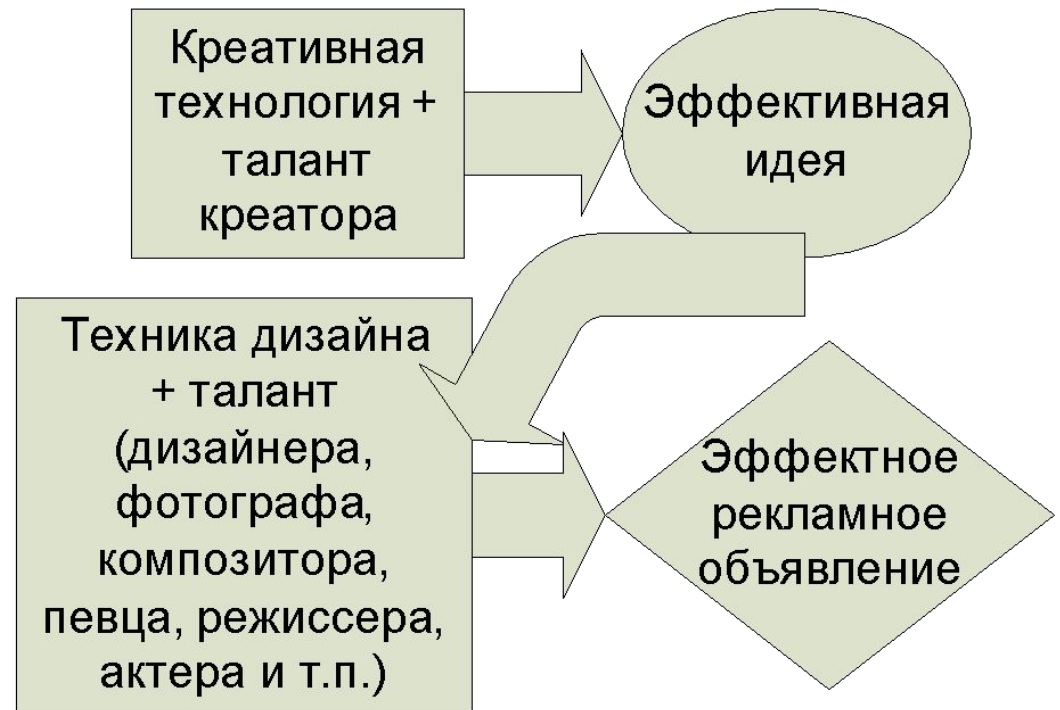 Креативная
технология +
талант
креатора
Эффективная
идея
Техника дизайна
+ талант
(дизайнера,
фотографа,
композитора,
певца, режиссера,
актера и т.п.)
Эффектное
рекламное
объявление